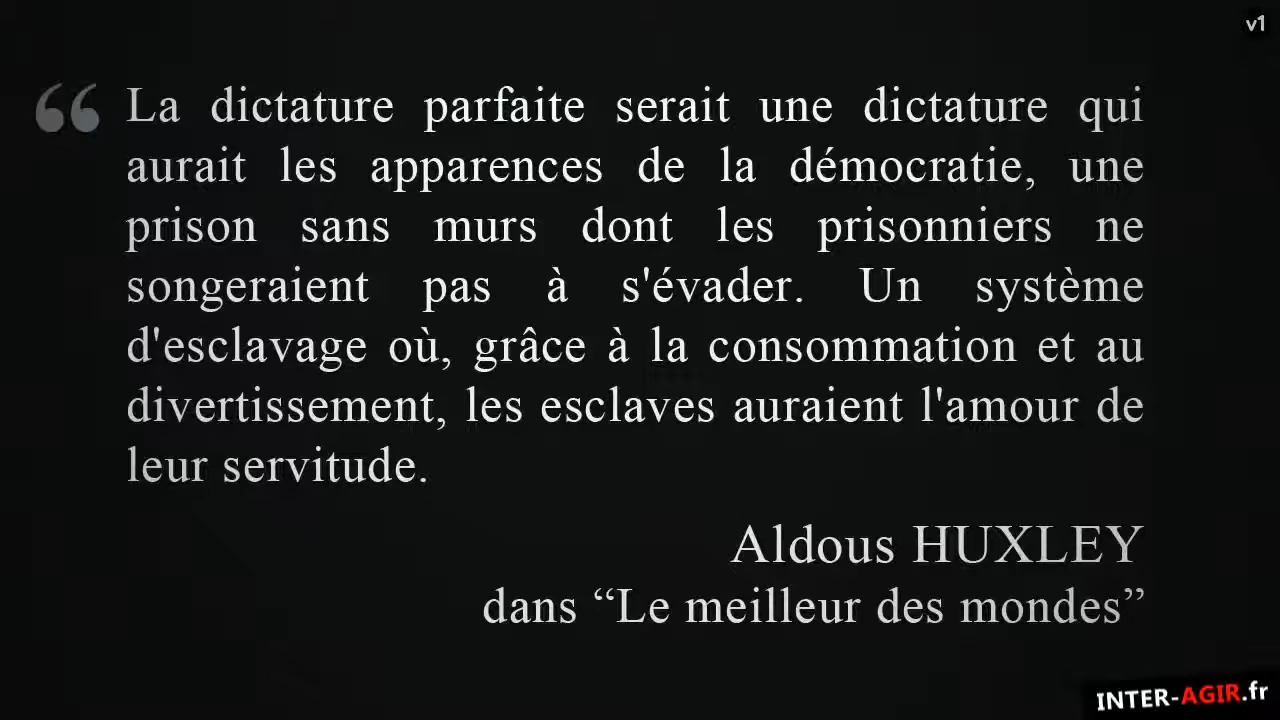 v1
“ La dictature parfaite serait une dictature qui
aurait les apparences de la démocratie, une
prison sans murs dont les prisonniers ne
songeraient pas à s'évader. Un système
d'esclavage où, grâce à la consommation et au
divertissement, les esclaves auraient l'amour de
leur servitude.
Aldous HUXLEY
dans “Le meilleur des mondes”
INTER-AGIR.fr